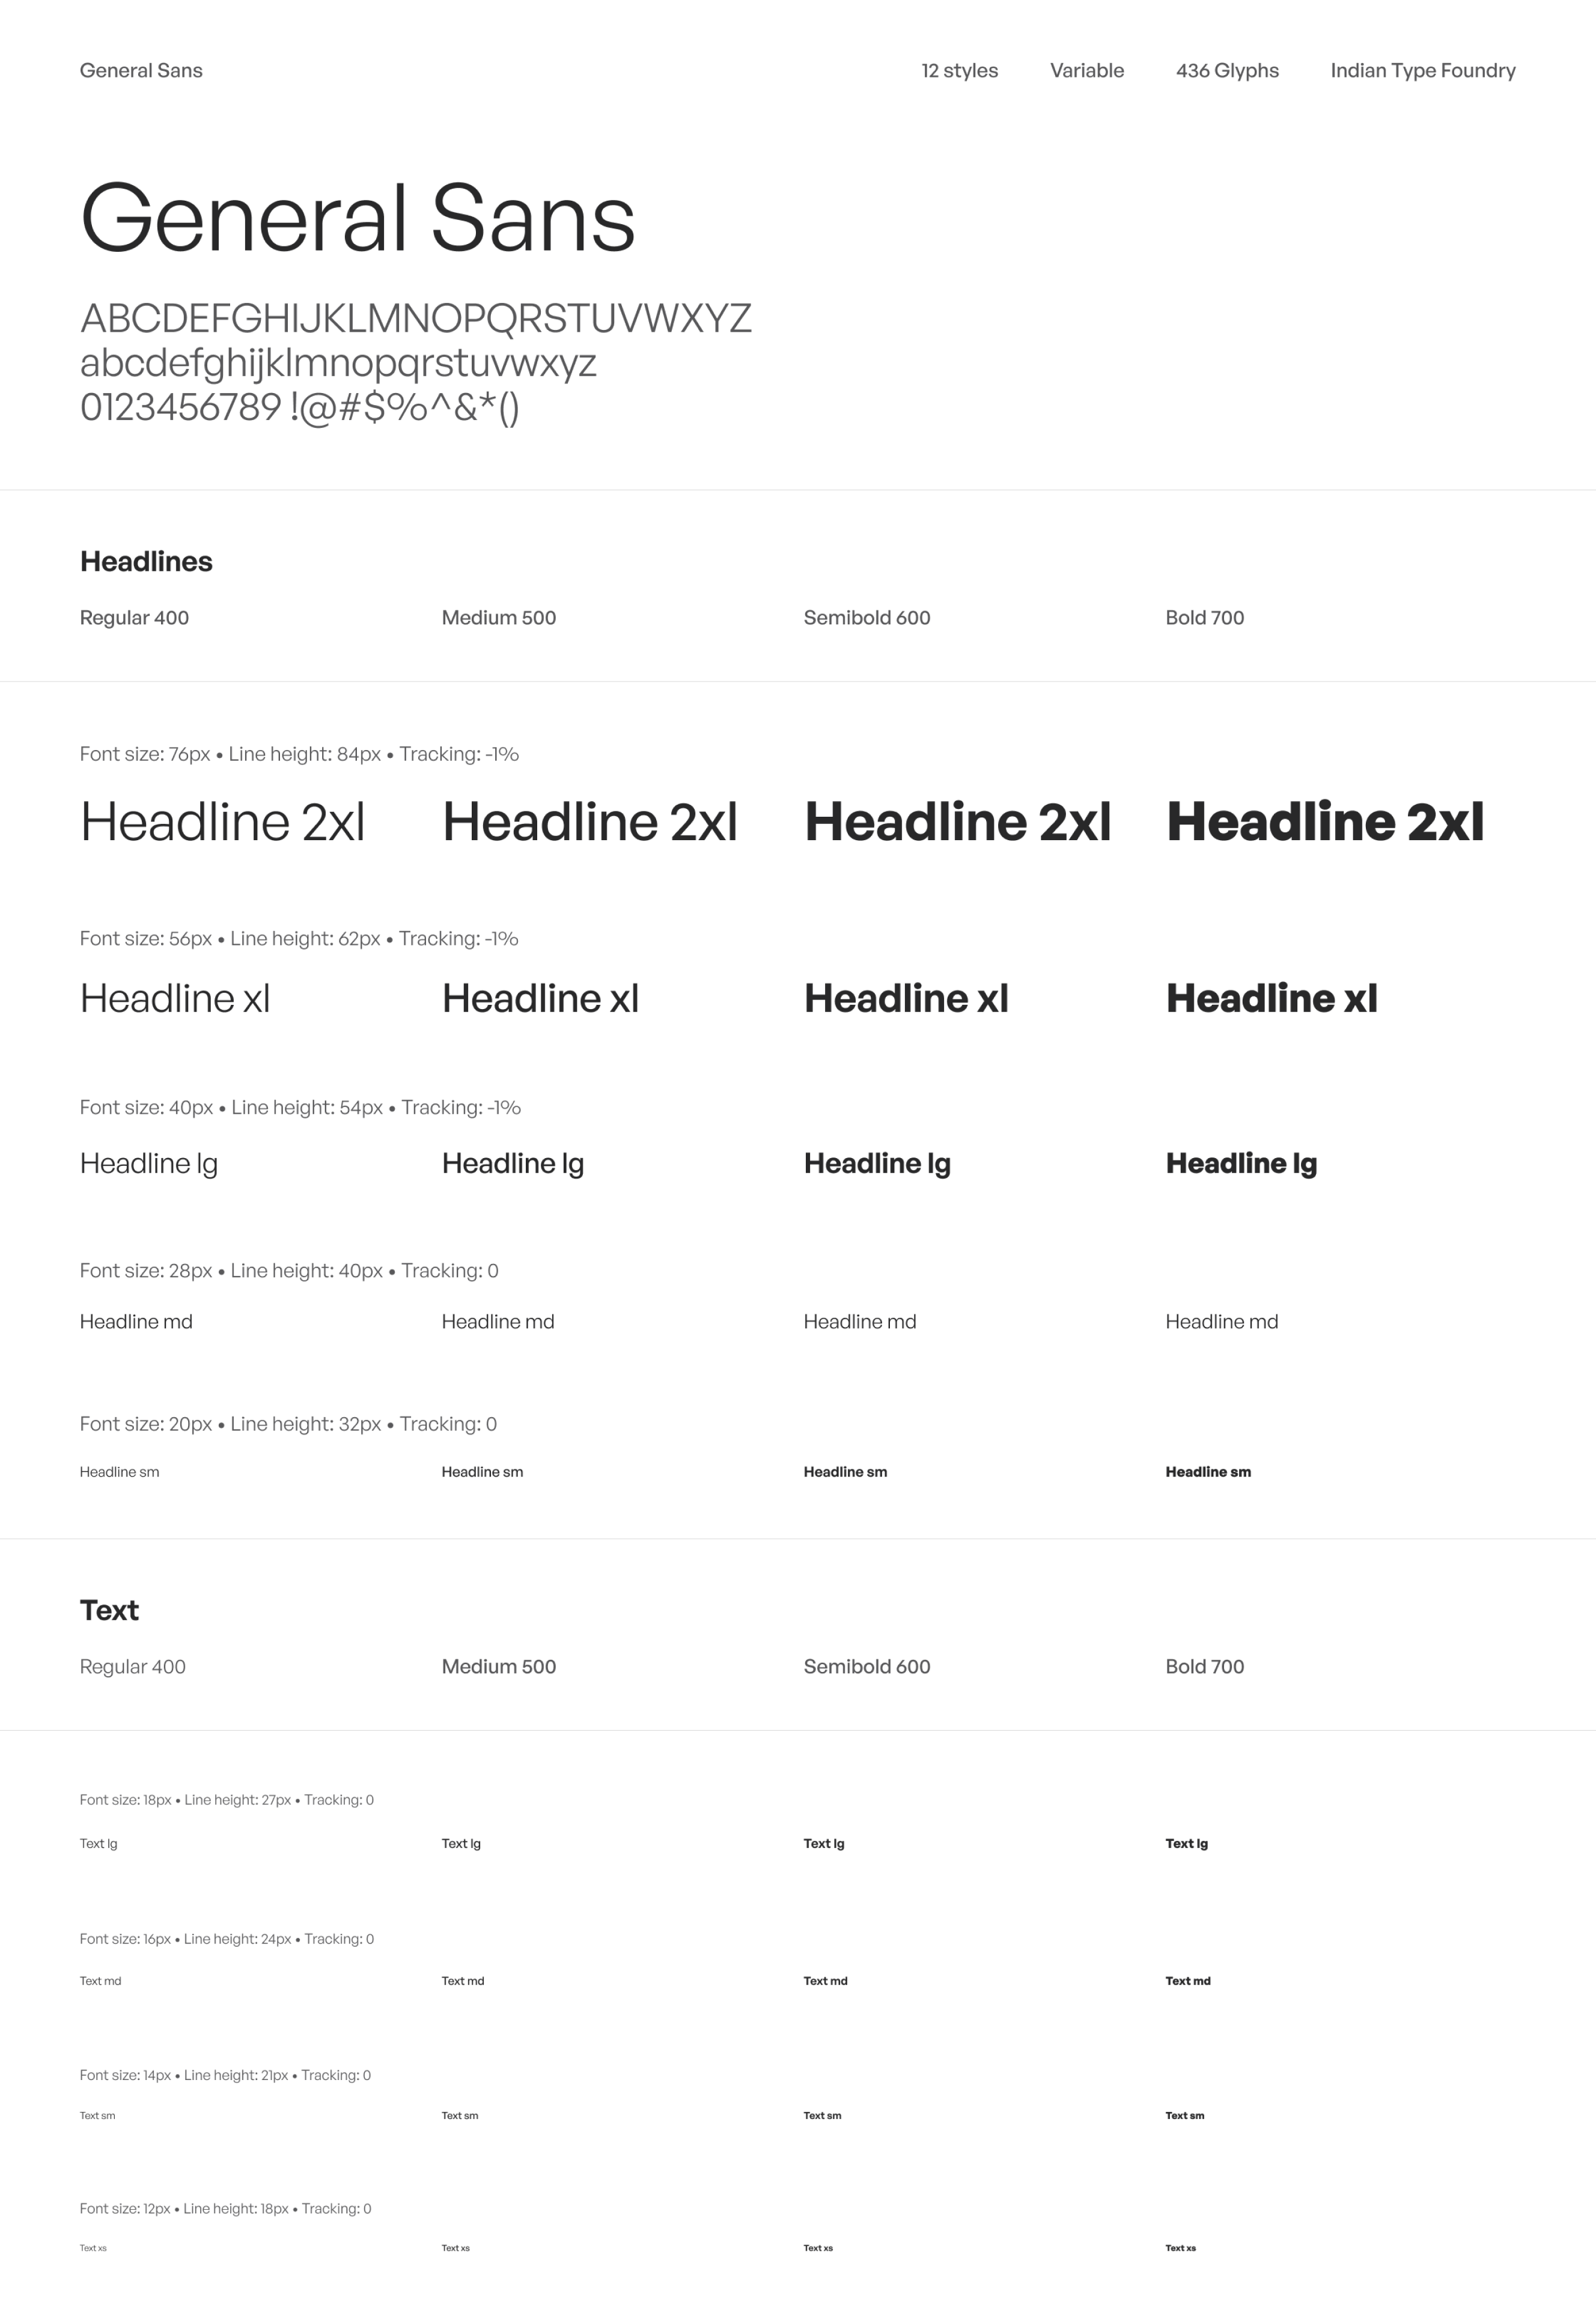 General Sans 12 styles Variable 436 Glyphs Indian Type Foundry
General Sans
ABCDEFGHIJKLMNOPQRSTUVWXYZ
abcdefghijklmnopqrstuvwxyz
0123456789 !@#$%^&*()
Headlines
Regular 400 Medium 500 Semibold 600 Bold 700
Font size: 76px • Line height: 84px • Tracking: -1%
Headline 2xl Headline 2xl Headline 2xl Headline 2xl
Font size: 56px • Line height: 62px • Tracking: -1%
Headline xl Headline xl Headline xl Headline xl
Font size: 40px • Line height: 54px • Tracking: -1%
Headline lg Headline lg Headline lg Headline lg
Font size: 28px • Line height: 40px • Tracking: 0
Headline md Headline md Headline md Headline md
Font size: 20px • Line height: 32px • Tracking: 0
Headline sm Headline sm Headline sm Headline sm
Text
Regular 400 Medium 500 Semibold 600 Bold 700
Font size: 18px • Line height: 27px • Tracking: 0
Text lg Text lg Text lg Text lg
Font size: 16px • Line height: 24px • Tracking: 0
Text md Text md Text md Text md
Font size: 14px • Line height: 21px • Tracking: 0
Text sm Text sm Text sm Text sm
Font size: 12px • Line height: 18px • Tracking: 0
Text xs Text xs Text xs Text xs